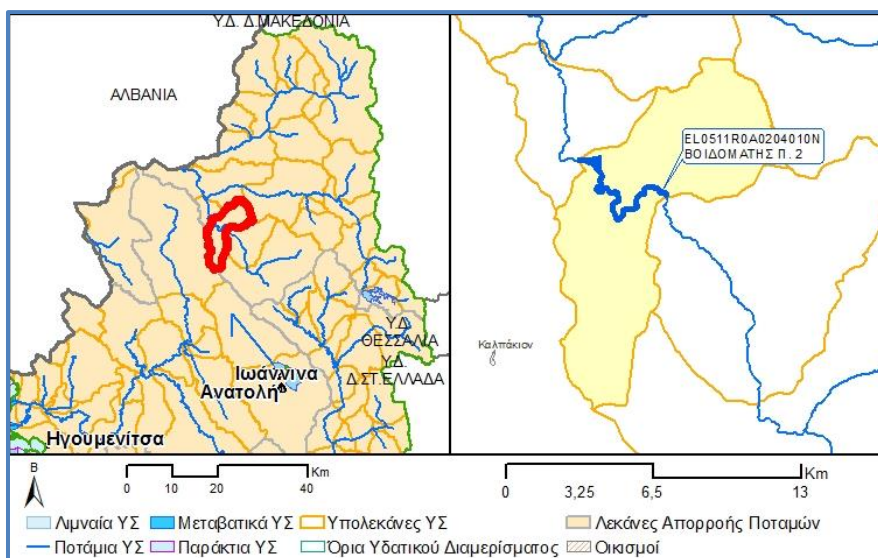 Υ.Δ. Δ.ΜΑΚΕΔΟΝΙΑ
ΑΛΒΑΝΙΑ
Υ.Δ.
ΘΕΣΣΑΛΙΑ
Υ.Δ.
Δ.ΣΤ.ΕΛΛΑΔΑ
Ιωάννινα
Ανατολή
Ηγουμενίτσα
EL0511R0A0204010N
ΒΟΙΔΟΜΑΤΗΣ Π. 2
Καλπάκιον
Β
Km
0 10 20 40
Km
0 3,25 6,5 13
Λιμναία ΥΣ Μεταβατικά ΥΣ Υπολεκάνες ΥΣ Λεκάνες Απορροής Ποταμών
Ποτάμια ΥΣ Παράκτια ΥΣ Όρια Υδατικού Διαμερίσματος Οικισμοί